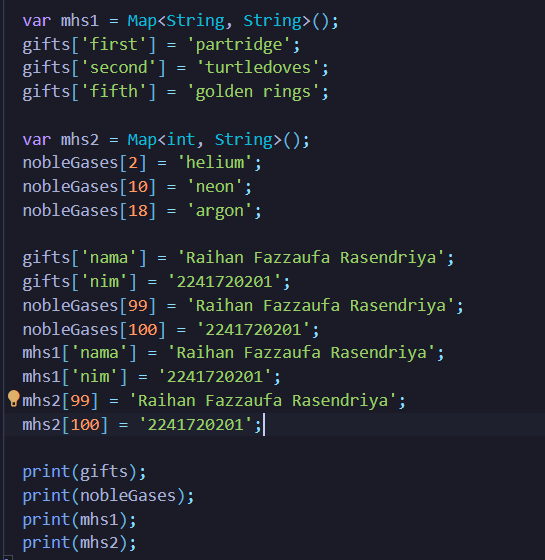 var mhs1 = Map<String, String>();
gifts['first'] = 'partridge';
gifts['second'] = 'turtledoves';
gifts['fifth'] = 'golden rings';
var mhs2 = Map<int, String>();
nobleGases[2] = 'helium';
nobleGases[10] = 'neon';
nobleGases[18] = 'argon';
gifts['nama'] = 'Raihan Fazzaufa Rasendriya';
gifts['nim'] = '2241720201';
nobleGases[99] = 'Raihan Fazzaufa Rasendriya';
nobleGases[100] = '2241720201';
mhs1['nama'] = 'Raihan Fazzaufa Rasendriya';
mhs1['nim'] = '2241720201';
mhs2[99] = 'Raihan Fazzaufa Rasendriya';
mhs2[100] = '2241720201';
print(gifts);
print(nobleGases);
print(mhs1);
print(mhs2);